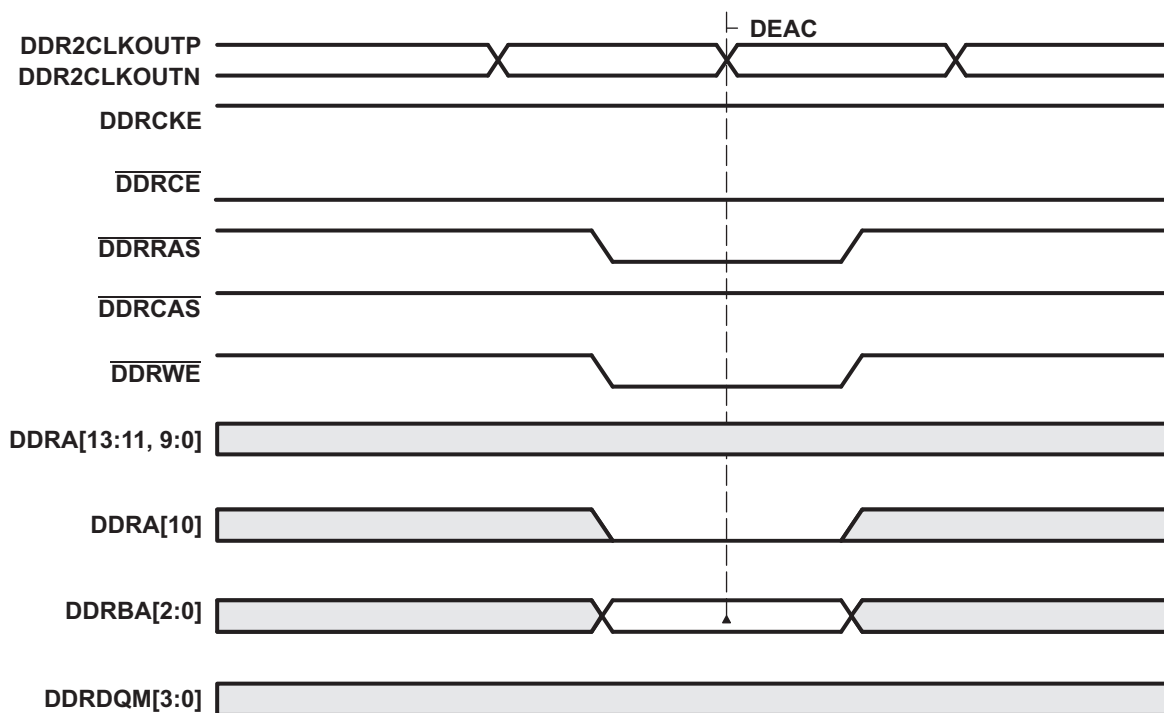 DEAC
DDR2CLKOUTP
DDR2CLKOUTN
DDRCKE
DDRCE
DDRRAS
DDRCAS
DDRWE
DDRA[13:11, 9:0]
DDRA[10]
DDRBA[2:0]
DDRDQM[3:0]